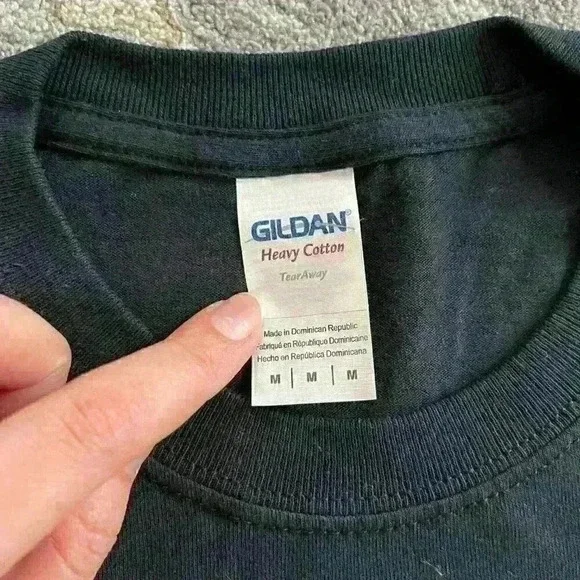 GILDAN®
Heavy Cotton
TearAway
Made in Dominican Republic
Fabriqué en République Dominicaine
Hecho en República Dominicana
M | M | M